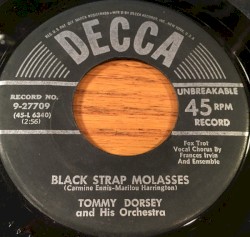 DECCA
RECORD NO.
9-27709
(45-L 6340)
(2:56)
UNBREAKABLE
45 RPM
RECORD
Fox Trot
Vocal Chorus By
Frances Irvin
And Ensemble
BLACK STRAP MOLASSES
(Carmine Ennis-Marilou Harrington)
TOMMY DORSEY
and His Orchestra